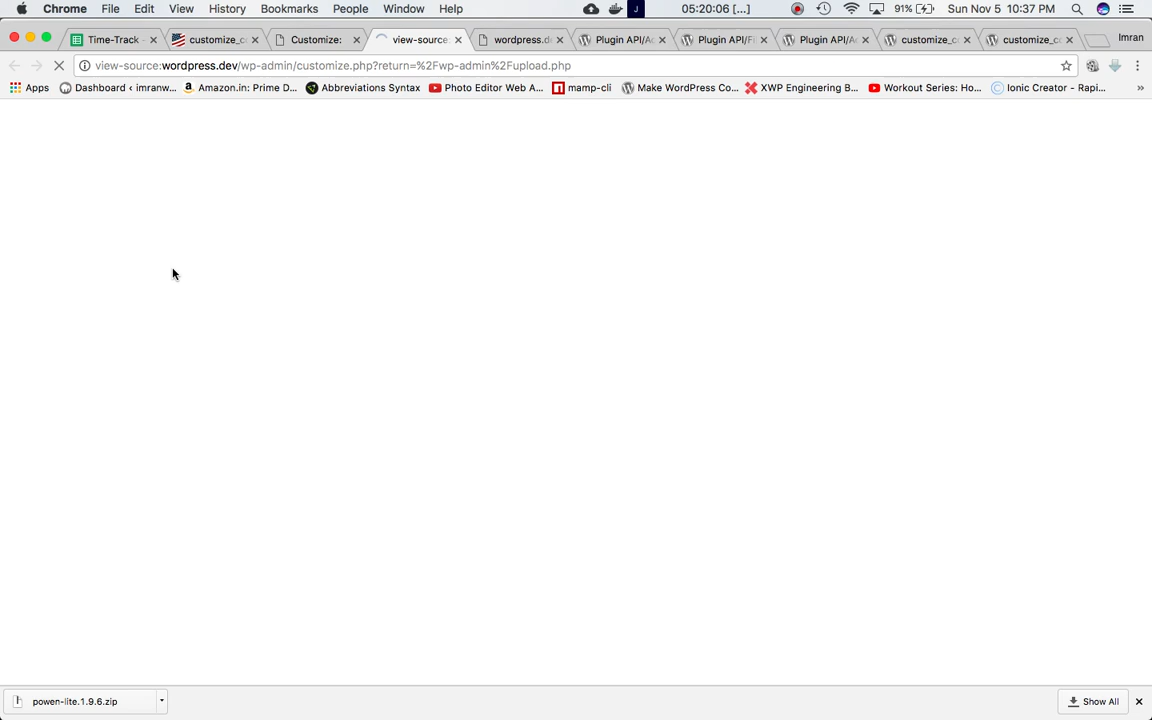 Chrome File Edit View History Bookmarks People Window Help J 05:20:06 [...] 91% Sun Nov 5 10:37 PM
Time-Track - customize_c Customize: view-source: wordpress.d Plugin API/A Plugin API/F Plugin API/A customize_c customize_c Imran
view-source:wordpress.dev/wp-admin/customize.php?return=%2Fwp-admin%2Fupload.php
Apps Dashboard ‹ imranw... Amazon.in: Prime D... Abbreviations Syntax Photo Editor Web A... mamp-cli Make WordPress Co... XWP Engineering B... Workout Series: Ho... Ionic Creator - Rapi... »
powen-lite.1.9.6.zip Show All